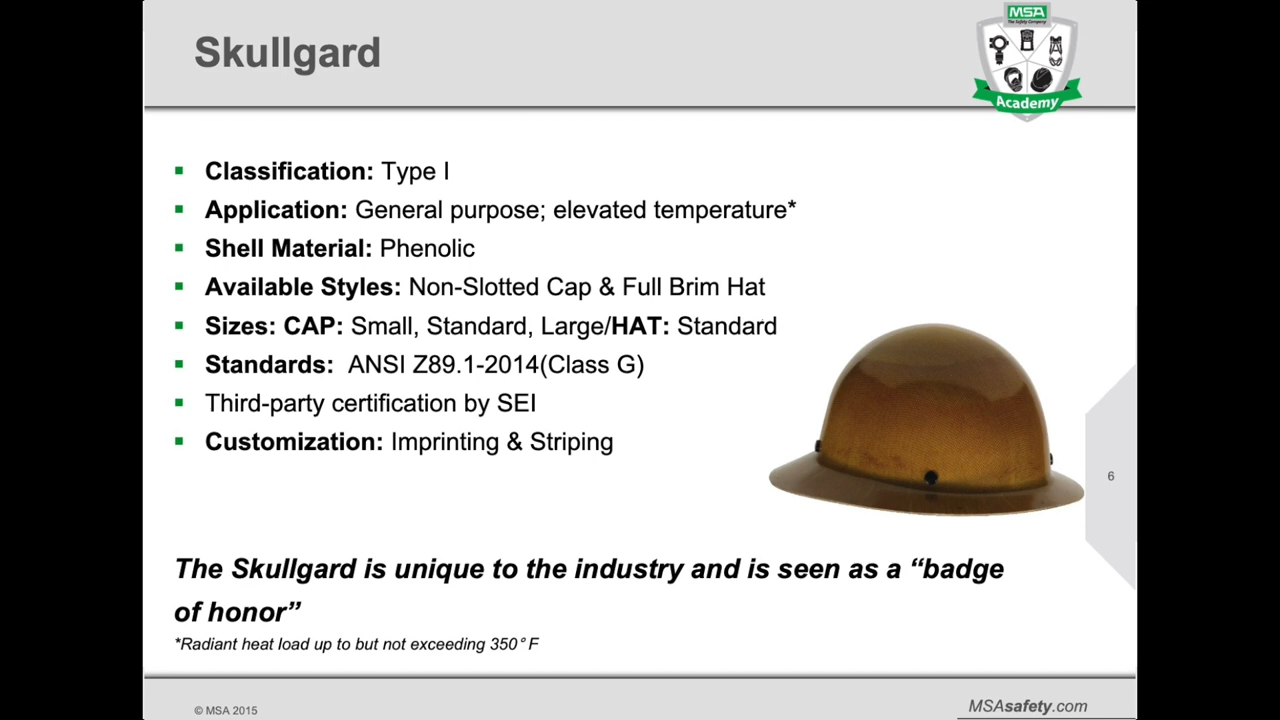 Skullgard
MSA
The Safety Company
Academy
▪ Classification: Type I
▪ Application: General purpose; elevated temperature*
▪ Shell Material: Phenolic
▪ Available Styles: Non-Slotted Cap & Full Brim Hat
▪ Sizes: CAP: Small, Standard, Large/HAT: Standard
▪ Standards:  ANSI Z89.1-2014(Class G)
▪ Third-party certification by SEI
▪ Customization: Imprinting & Striping
6
The Skullgard is unique to the industry and is seen as a “badge
of honor”
*Radiant heat load up to but not exceeding 350° F
© MSA 2015
MSAsafety.com